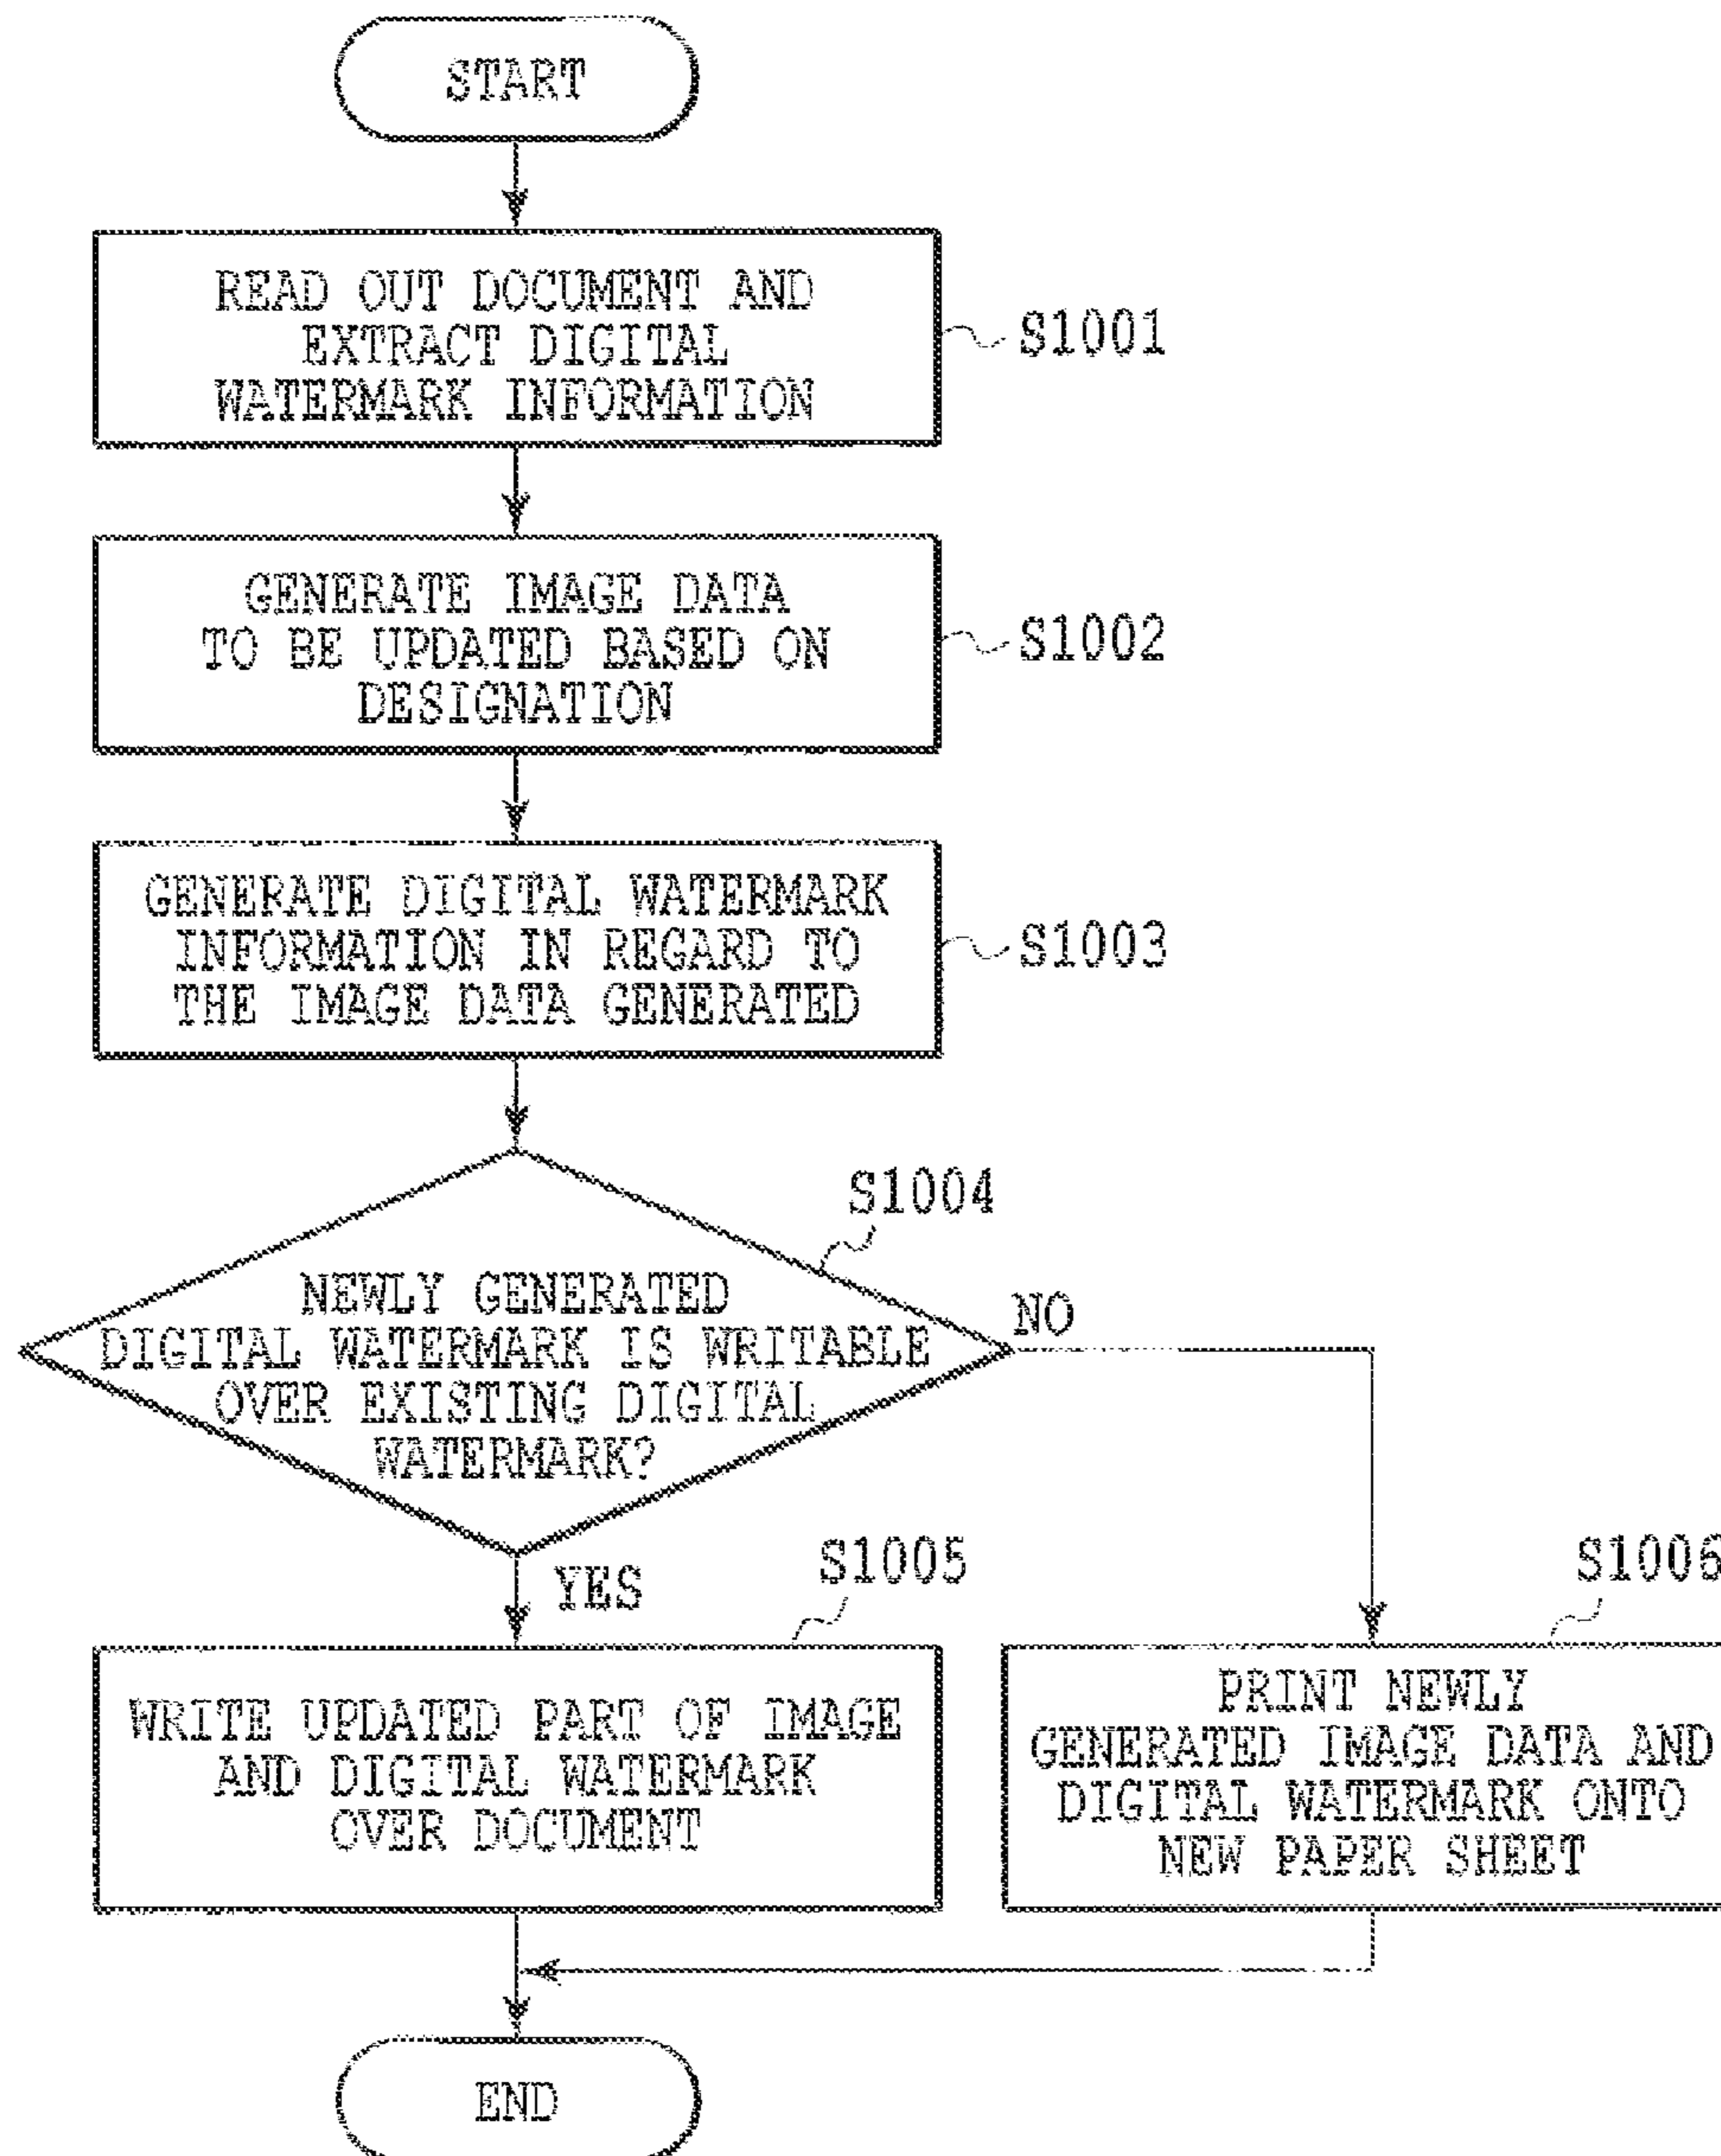 START
READ OUT DOCUMENT AND
EXTRACT DIGITAL
WATERMARK INFORMATION
S1001
GENERATE IMAGE DATA
TO BE UPDATED BASED ON
DESIGNATION
S1002
GENERATE DIGITAL WATERMARK
INFORMATION IN REGARD TO
THE IMAGE DATA GENERATED
S1003
S1004
NEWLY GENERATED
DIGITAL WATERMARK IS WRITABLE
OVER EXISTING DIGITAL
WATERMARK?
NO
YES
S1005
WRITE UPDATED PART OF IMAGE
AND DIGITAL WATERMARK
OVER DOCUMENT
S1006
PRINT NEWLY
GENERATED IMAGE DATA AND
DIGITAL WATERMARK ONTO
NEW PAPER SHEET
END